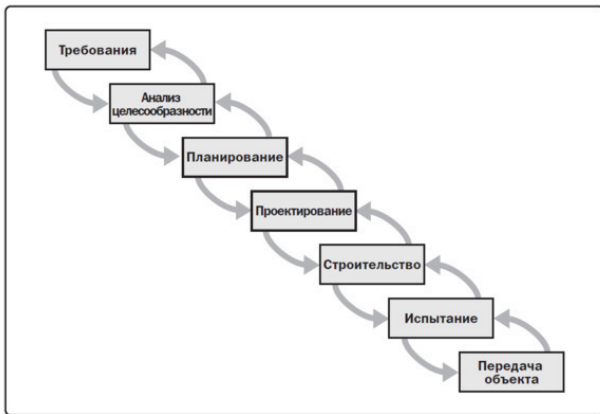 Требования
Анализ
целесообразности
Планирование
Проектирование
Строительство
Испытание
Передача
объекта